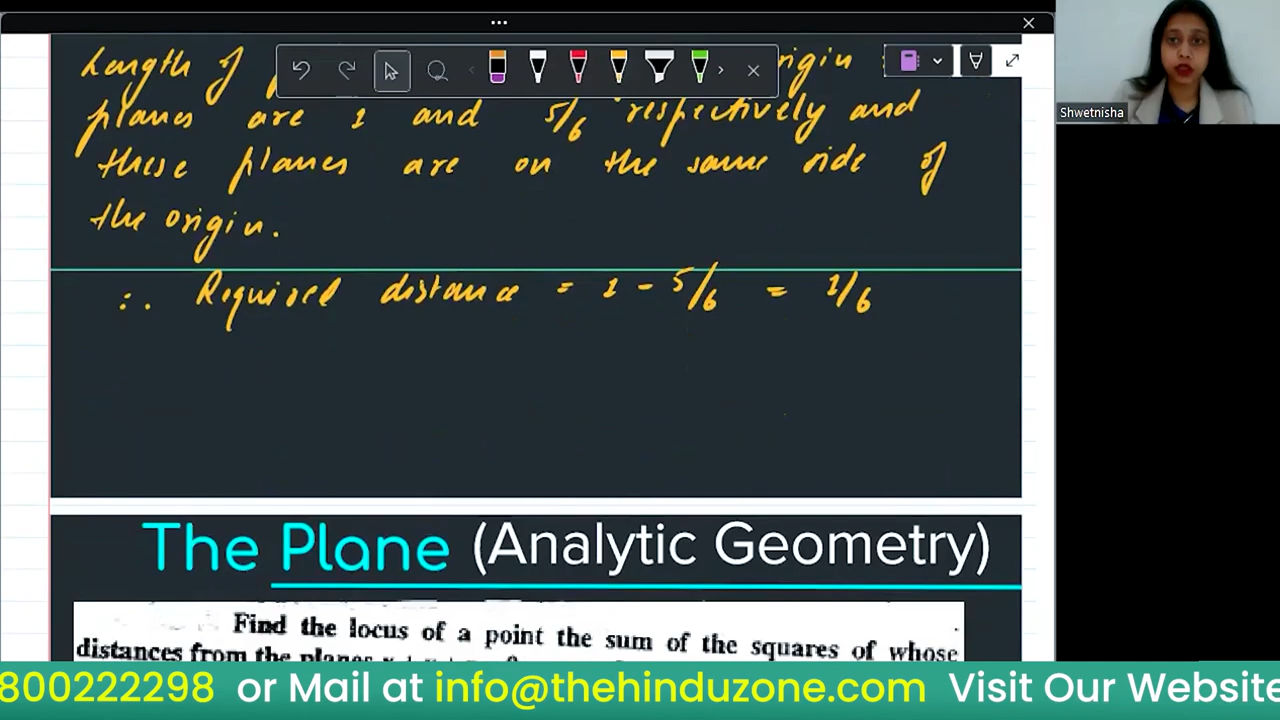 Length of
rigin
planes are 1 and 5/6 respectively and
these planes are on the same side of
the origin.
∴ Required distance = 1 - 5/6 = 1/6
Shwetnisha
The Plane (Analytic Geometry)
Find the locus of a point the sum of the squares of whose
distances from the planes
800222298 or Mail at info@thehinduzone.com Visit Our Website